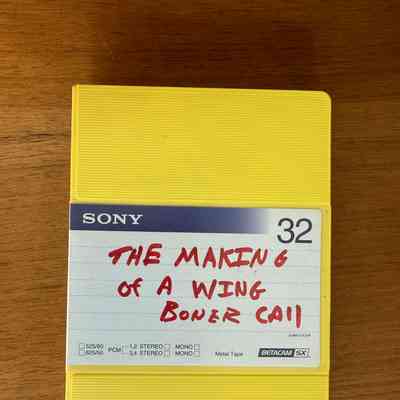 SONY
32
THE MAKING
of A WING
BONER CAll
525/60
625/50
PCM
1,2 STEREO
3,4 STEREO
MONO
MONO
Metal Tape
BETACAM SX